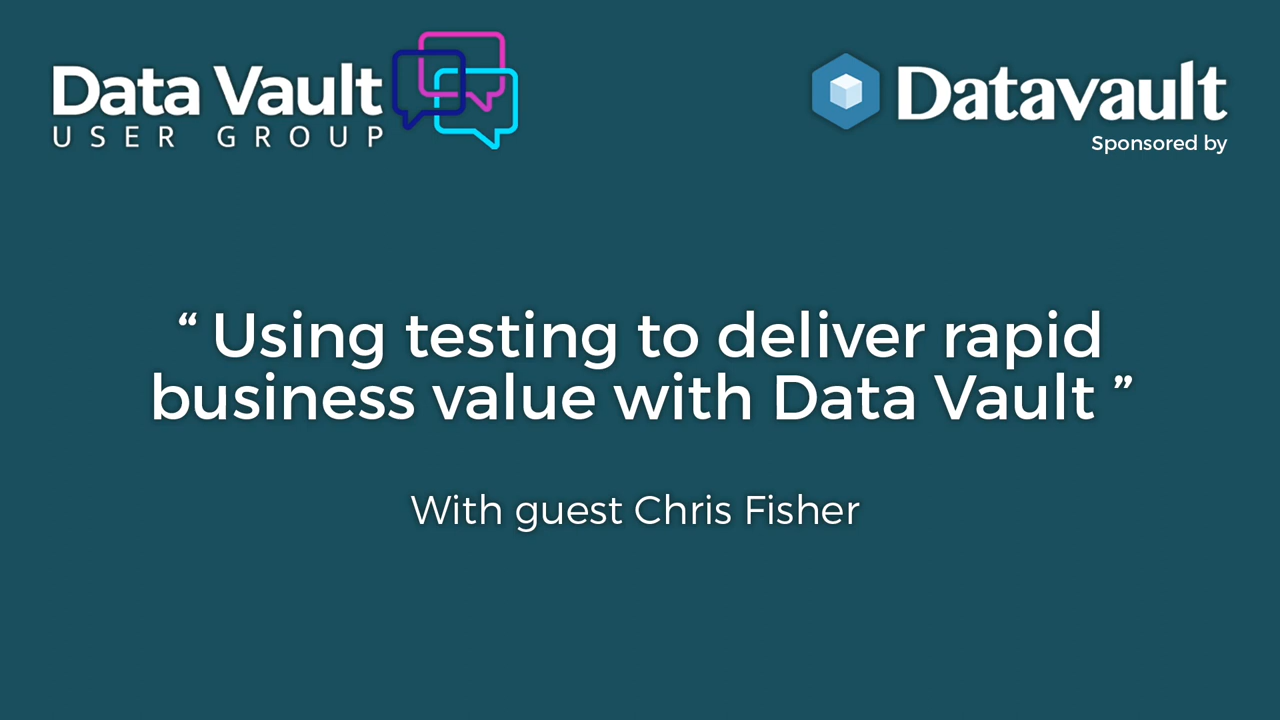 Data Vault
USER GROUP
Datavault
Sponsored by
“ Using testing to deliver rapid
business value with Data Vault ”
With guest Chris Fisher